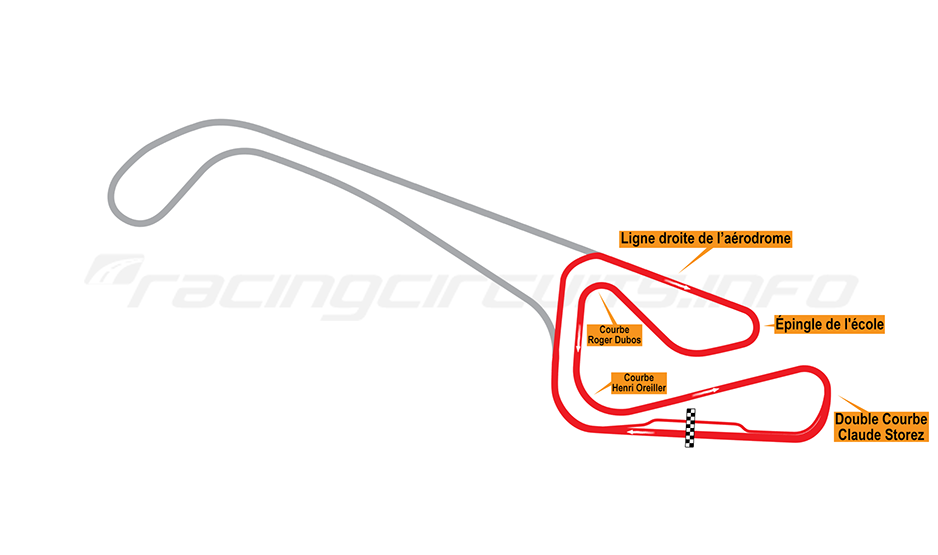 Ligne droite de l'aérodrome
racingcircuits.info
Épingle de l'école
Courbe
Roger Dubos
Courbe
Henri Oreiller
Double Courbe
Claude Storez